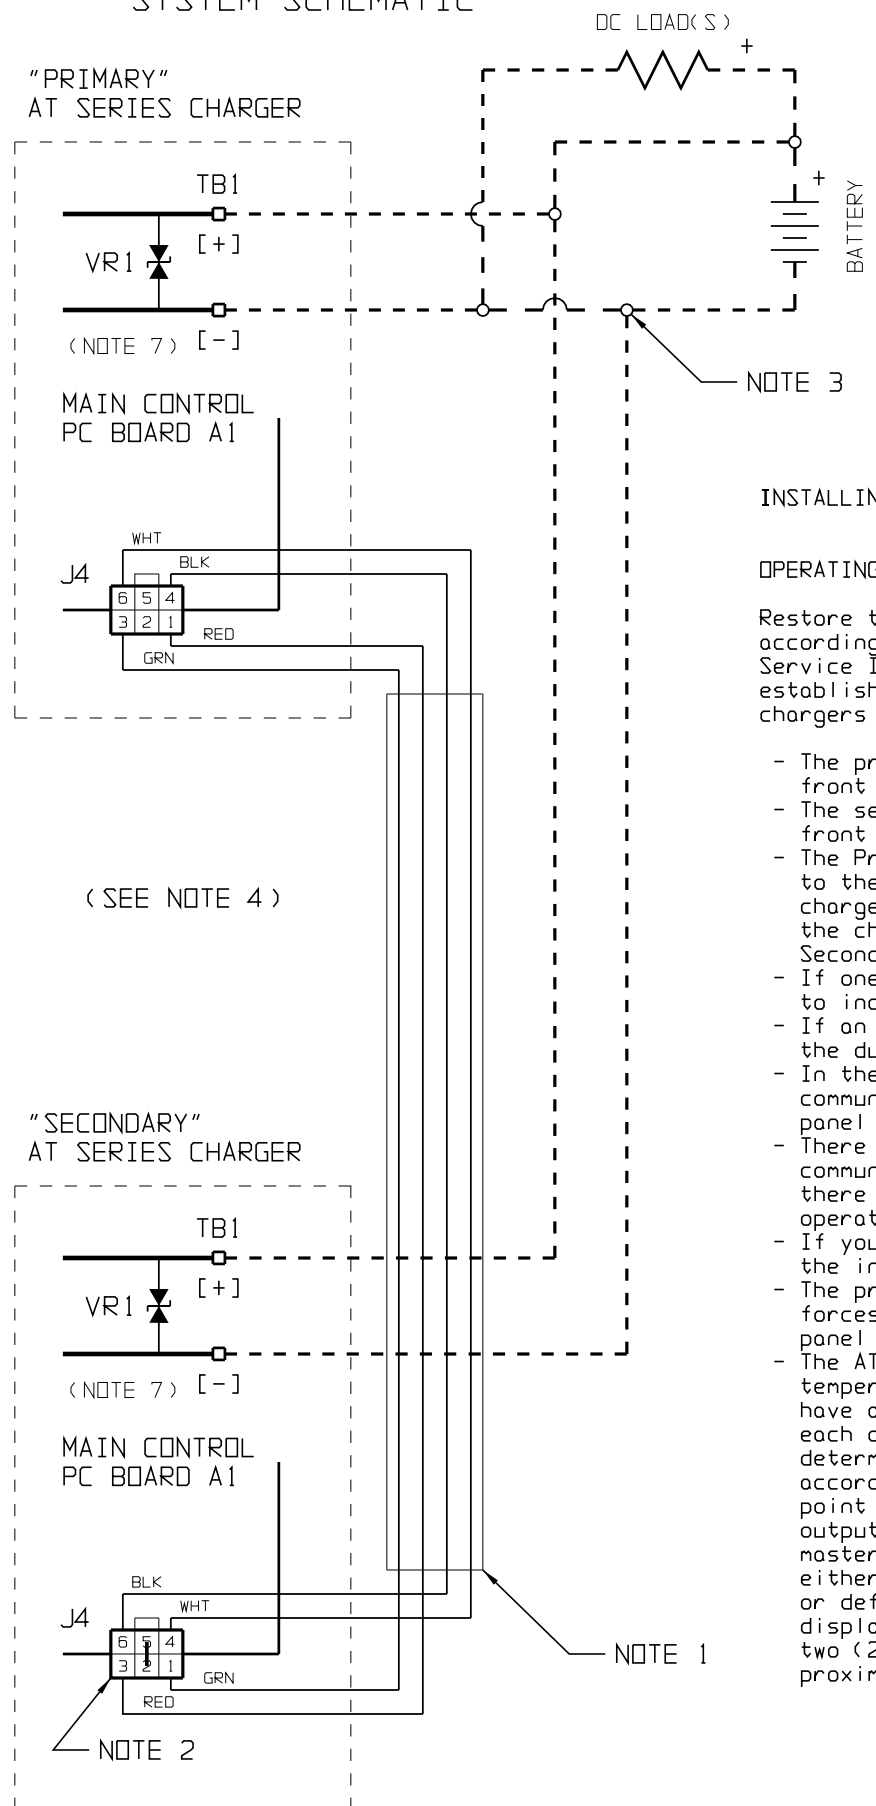 SYSTEM SCHEMATIC
DC LOAD(S)
+
"PRIMARY"
AT SERIES CHARGER
TB1
[+]
VR1
(NOTE 7)
[-]
+
BATTERY
NOTE 3
MAIN CONTROL
PC BOARD A1
WHT
BLK
J4
6 5 4
3 2 1
RED
GRN
(SEE NOTE 4)
"SECONDARY"
AT SERIES CHARGER
TB1
[+]
VR1
(NOTE 7)
[-]
MAIN CONTROL
PC BOARD A1
BLK
WHT
J4
6 5 4
3 2 1
GRN
RED
NOTE 2
NOTE 1
INSTALLIN
OPERATING
Restore t
according
Service I
establish
chargers
- The pr
front
- The se
front
- The Pr
to the
charge
the ch
Second
- If one
to ind
- If an
the du
- In the
commun
panel
- There
commun
there
operat
- If you
the in
- The pr
forces
panel
- The AT
temper
have a
each c
determ
accord
point
output
master
either
or def
displa
two (2
proxim